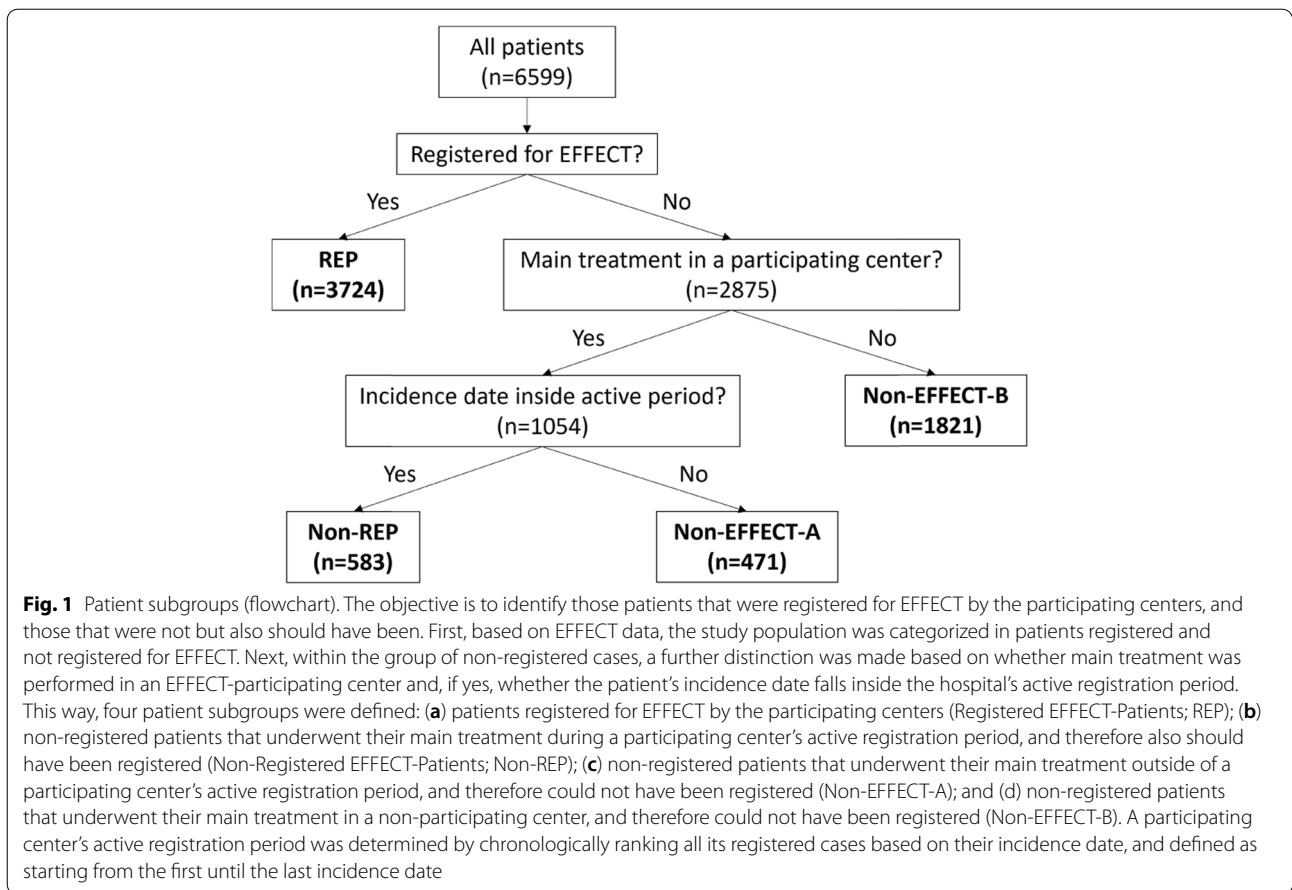 All patients
(n=6599)
Registered for EFFECT?
Yes
No
REP
(n=3724)
Main treatment in a participating center?
(n=2875)
Yes
No
Incidence date inside active period?
(n=1054)
Non-EFFECT-B
(n=1821)
Yes
No
Non-REP
(n=583)
Non-EFFECT-A
(n=471)
Fig. 1 Patient subgroups (flowchart). The objective is to identify those patients that were registered for EFFECT by the participating centers, and
those that were not but also should have been. First, based on EFFECT data, the study population was categorized in patients registered and
not registered for EFFECT. Next, within the group of non-registered cases, a further distinction was made based on whether main treatment was
performed in an EFFECT-participating center and, if yes, whether the patient's incidence date falls inside the hospital's active registration period.
This way, four patient subgroups were defined: (a) patients registered for EFFECT by the participating centers (Registered EFFECT-Patients; REP); (b)
non-registered patients that underwent their main treatment during a participating center's active registration period, and therefore also should
have been registered (Non-Registered EFFECT-Patients; Non-REP); (c) non-registered patients that underwent their main treatment outside of a
participating center's active registration period, and therefore could not have been registered (Non-EFFECT-A); and (d) non-registered patients
that underwent their main treatment in a non-participating center, and therefore could not have been registered (Non-EFFECT-B). A participating
center's active registration period was determined by chronologically ranking all its registered cases based on their incidence date, and defined as
starting from the first until the last incidence date